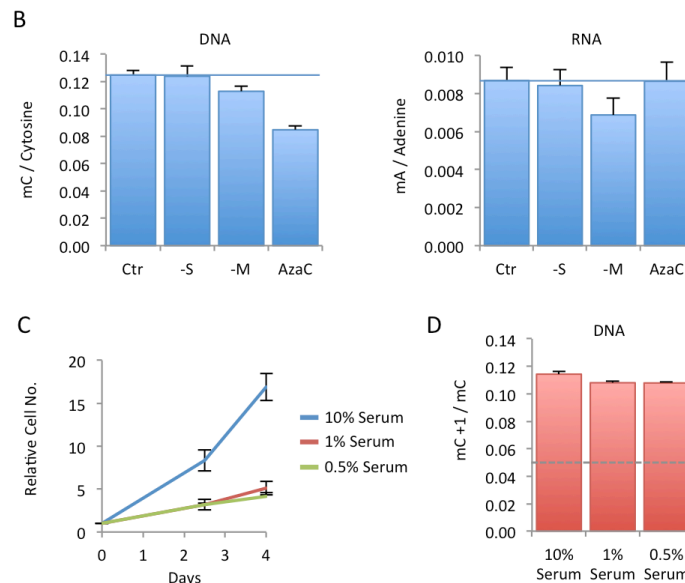 B
DNA
mC / Cytosine
0.14
0.12
0.10
0.08
0.06
0.04
0.02
0.00
Ctr -S -M AzaC
RNA
mA / Adenine
0.010
0.008
0.006
0.004
0.002
0.000
Ctr -S -M AzaC
C
Relative Cell No.
20
15
10
5
0
0 1 2 3 4
Days
10% Serum
1% Serum
0.5% Serum
D
DNA
mC +1 / mC
0.14
0.12
0.10
0.08
0.06
0.04
0.02
0.00
10% 1% 0.5%
Serum Serum Serum